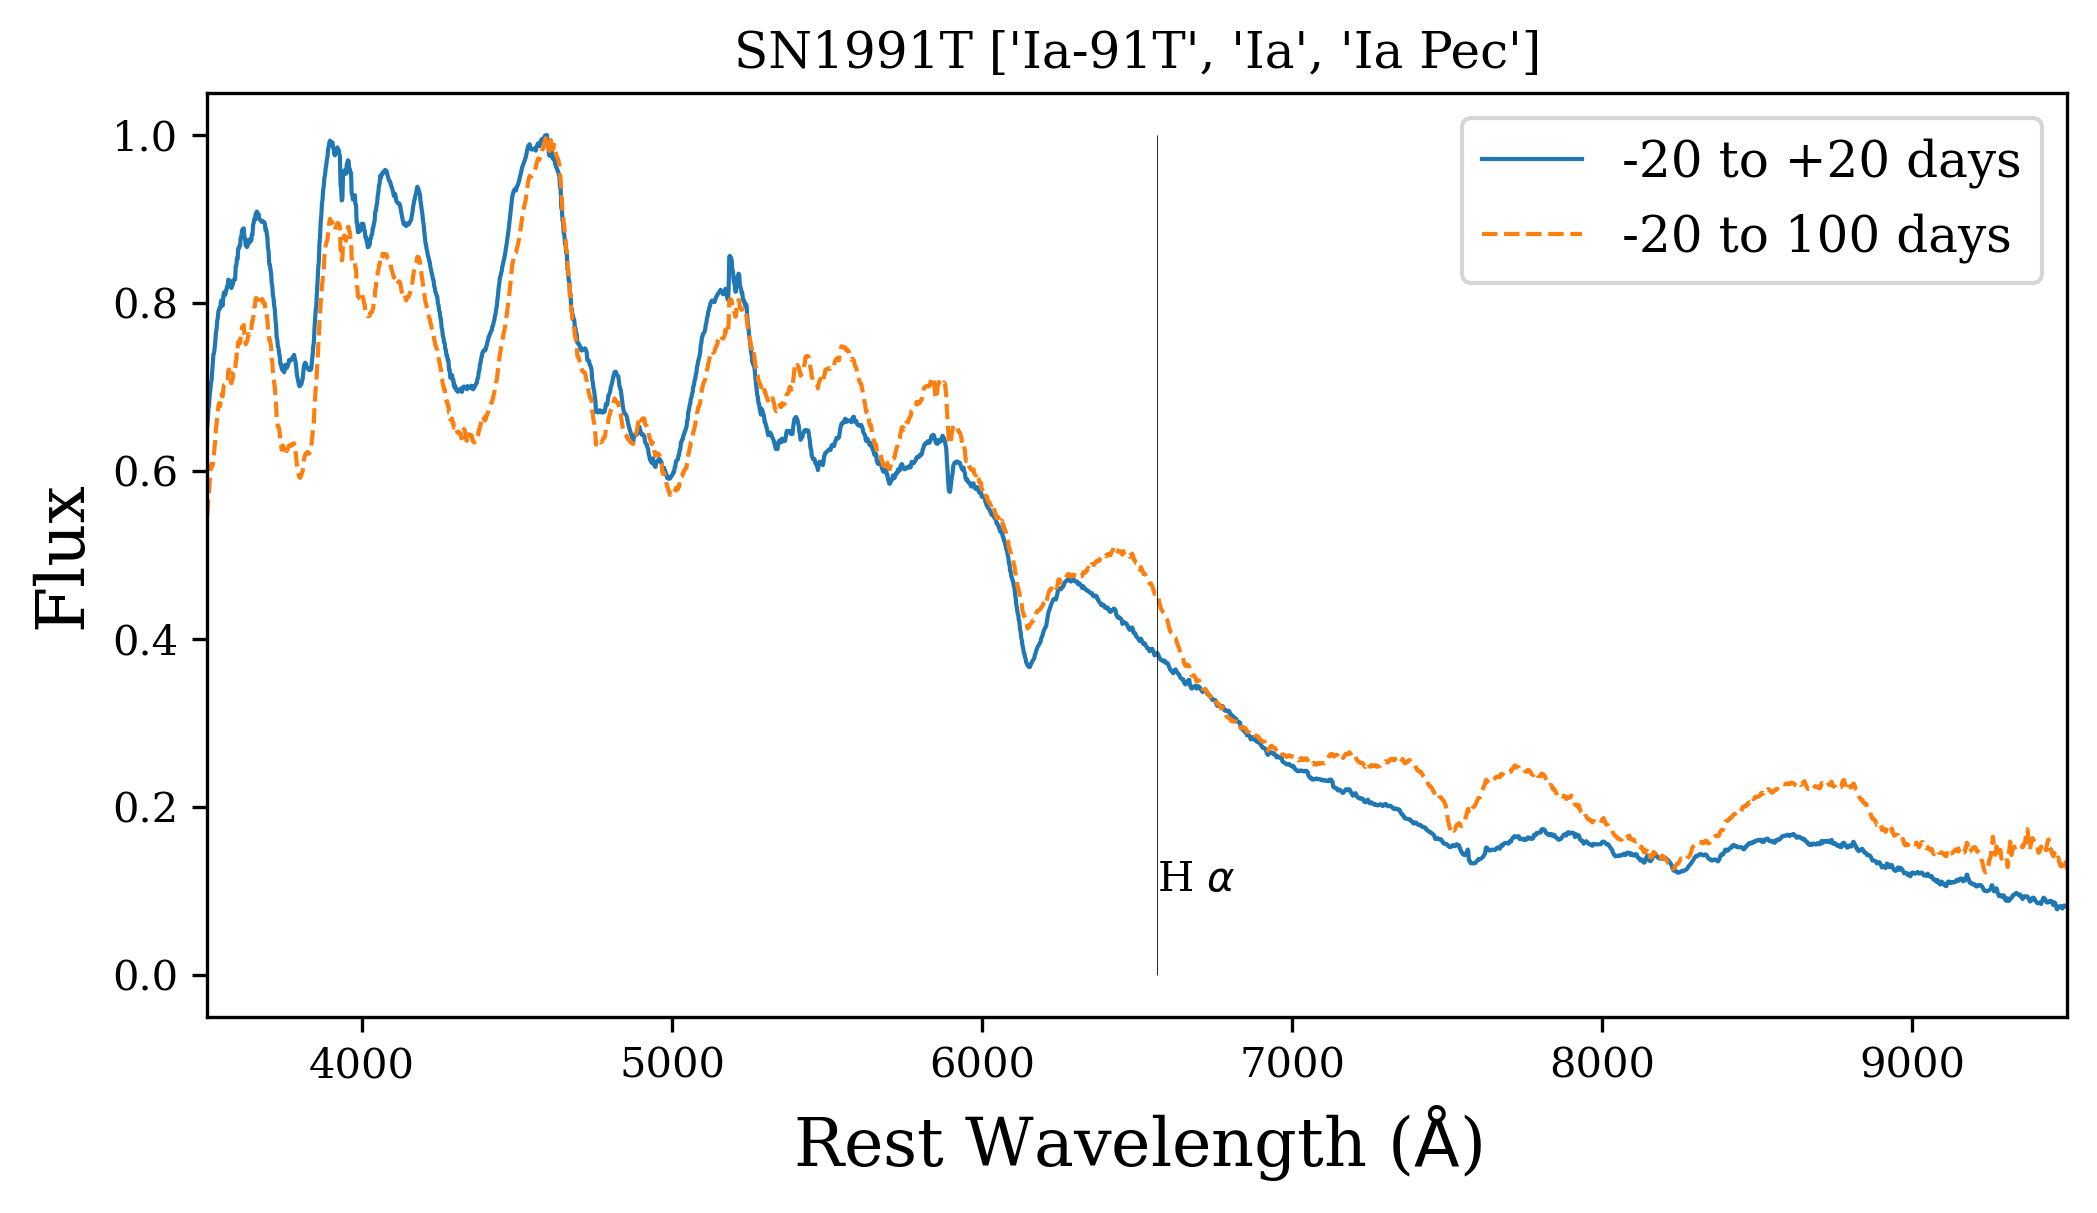 SN1991T ['Ia-91T', 'Ia', 'Ia Pec']
-20 to +20 days
-20 to 100 days
1.0
0.8
0.6
0.4
0.2
0.0
Flux
H α
4000 5000 6000 7000 8000 9000
Rest Wavelength (Å)